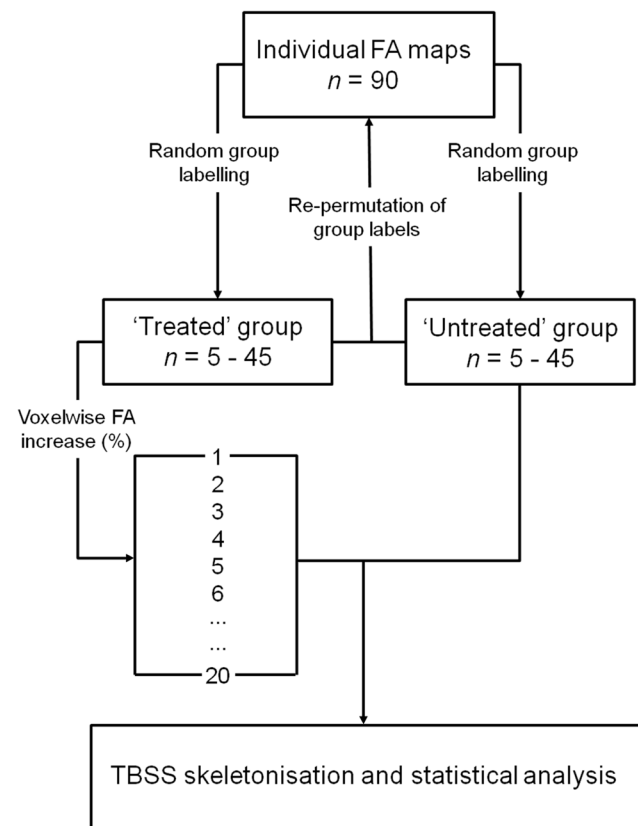 Individual FA maps
n = 90
Random group
labelling
Random group
labelling
Re-permutation of
group labels
‘Treated’ group
n = 5 - 45
‘Untreated’ group
n = 5 - 45
Voxelwise FA
increase (%)
1
2
3
4
5
6
...
...
20
TBSS skeletonisation and statistical analysis